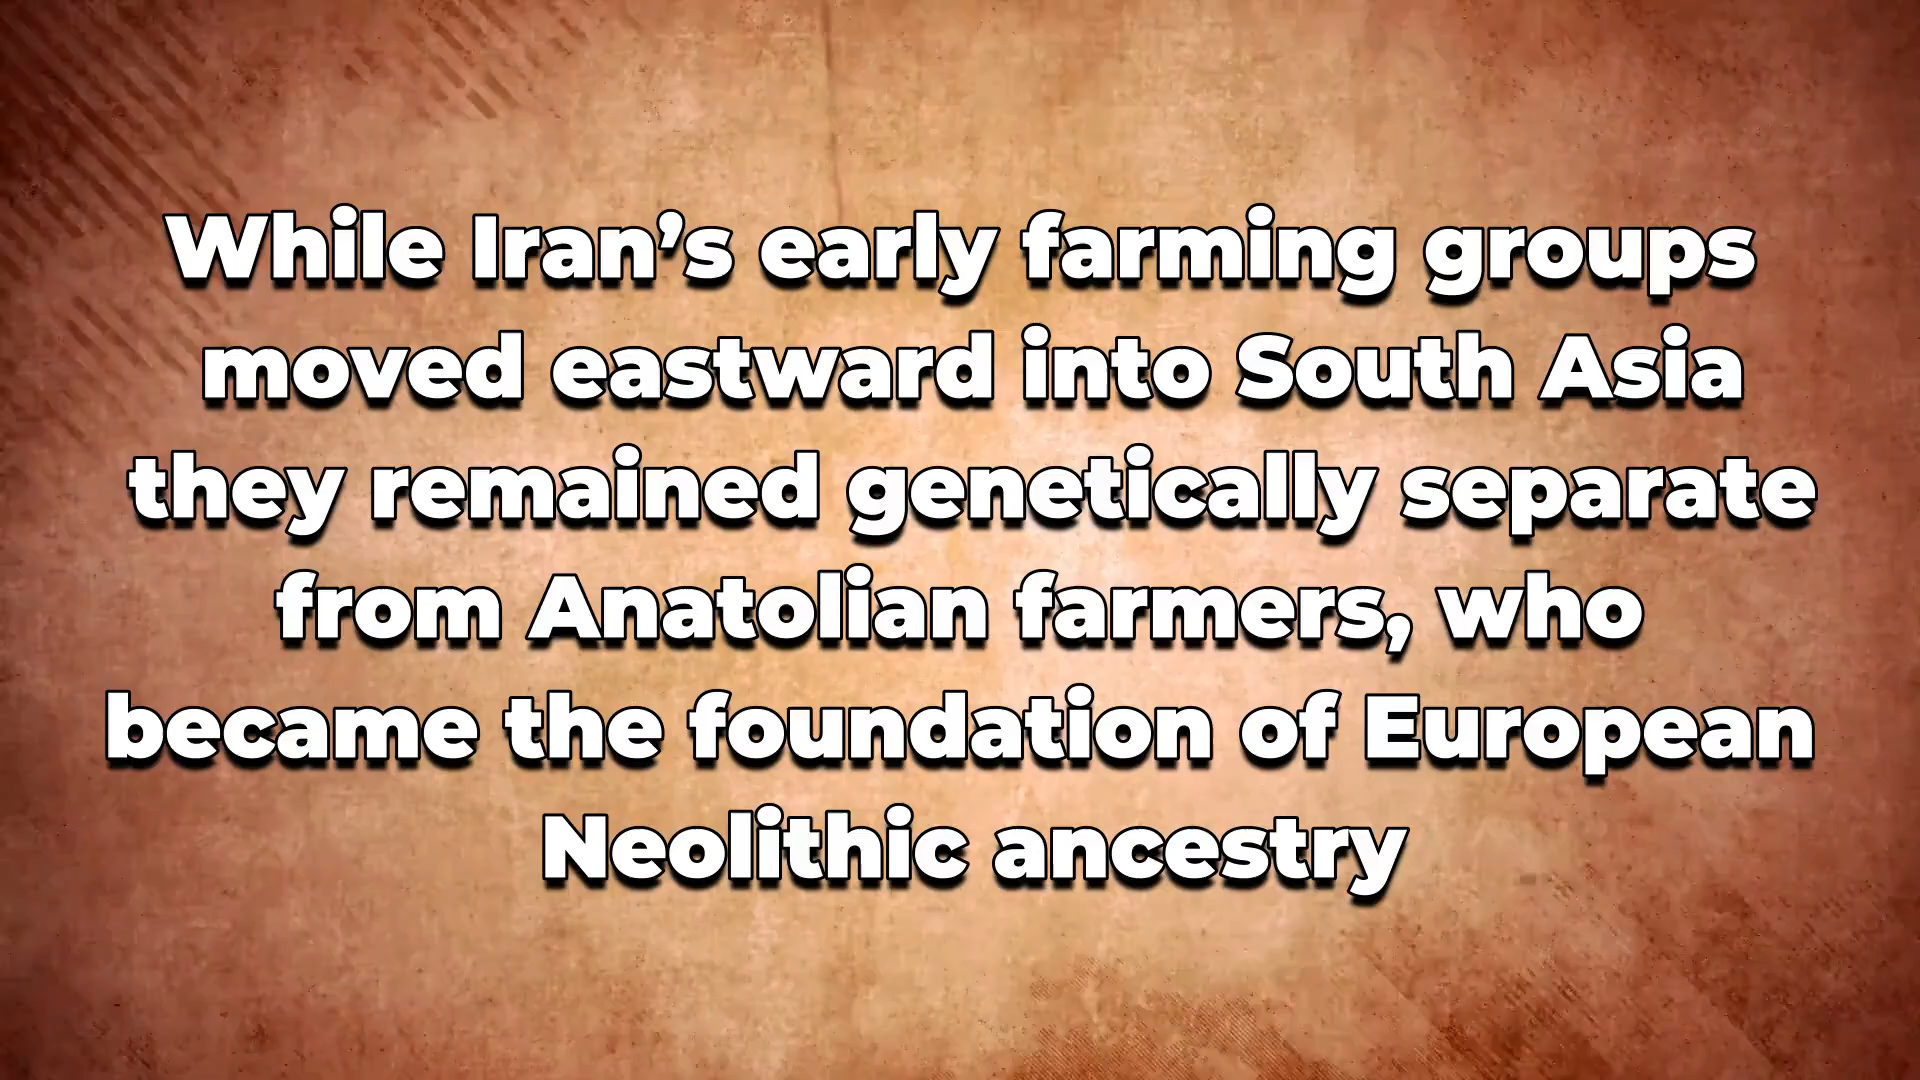 While Iran’s early farming groups
moved eastward into South Asia
they remained genetically separate
from Anatolian farmers, who
became the foundation of European
Neolithic ancestry